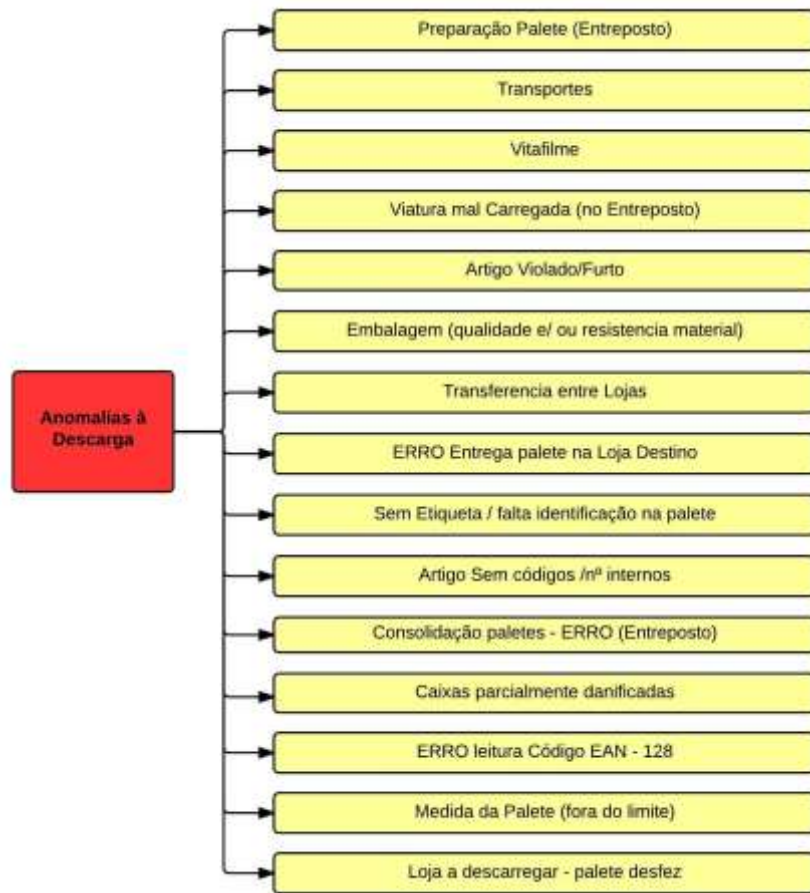 Preparação Palete (Entreposto)
Transportes
Vitafilme
Viatura mal Carregada (no Entreposto)
Artigo Violado/Furto
Embalagem (qualidade e/ ou resistencia material)
Anomalias à
Descarga
Transferencia entre Lojas
ERRO Entrega palete na Loja Destino
Sem Etiqueta / falta identificação na palete
Artigo Sem códigos /nº internos
Consolidação paletes - ERRO (Entreposto)
Caixas parcialmente danificadas
ERRO leitura Código EAN - 128
Medida da Palete (fora do limite)
Loja a descarregar - palete desfez